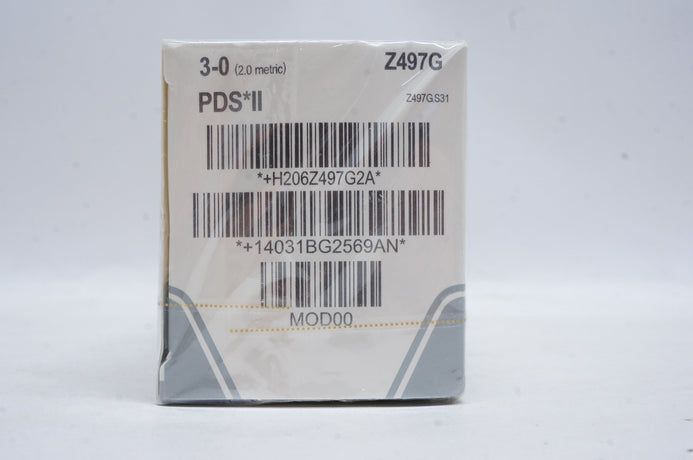 3-0 (2.0 metric) Z497G
PDS*II Z497G.S31
*+H206Z497G2A*
*+14031BG2569AN*
MOD00